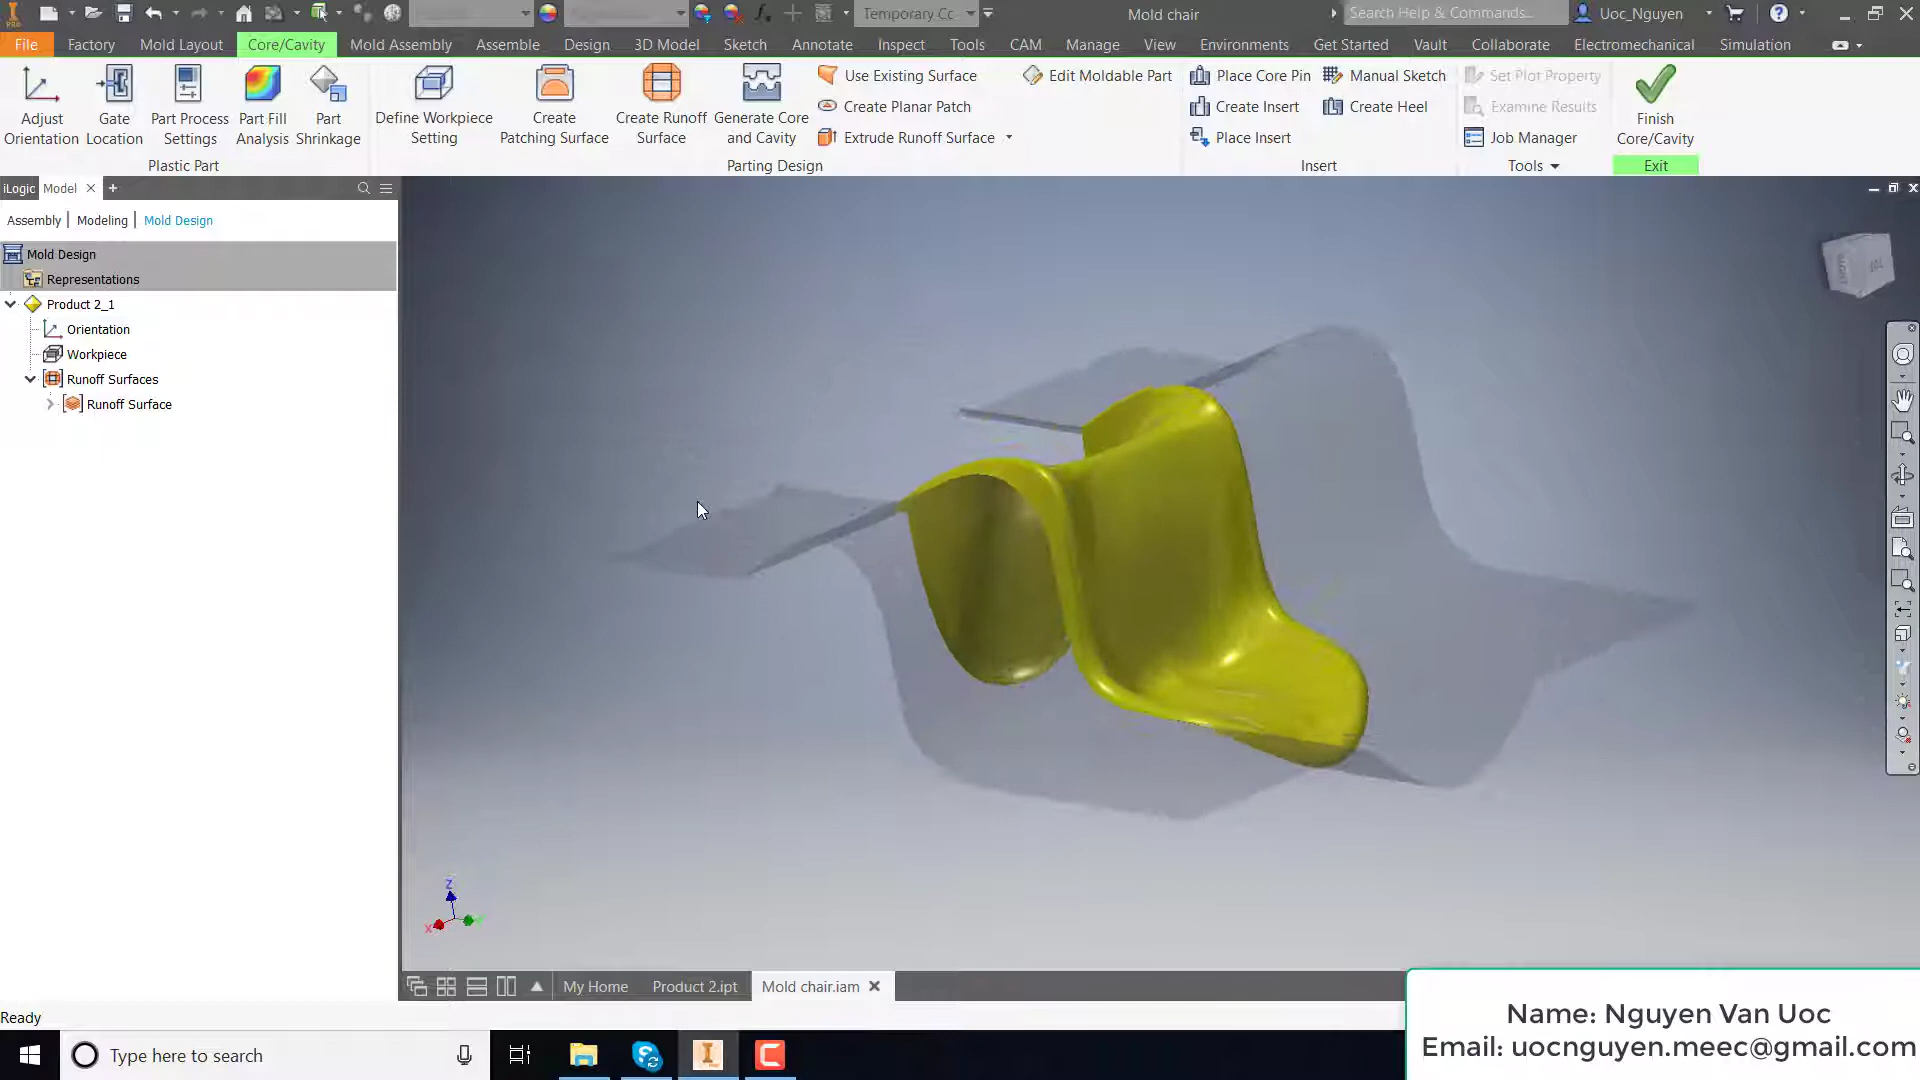 Temporary Cc
Mold chair
Search Help & Commands...
Uoc_Nguyen
File
Factory
Mold Layout
Core/Cavity
Mold Assembly
Assemble
Design
3D Model
Sketch
Annotate
Inspect
Tools
CAM
Manage
View
Environments
Get Started
Vault
Collaborate
Electromechanical
Simulation
Adjust
Orientation
Gate
Location
Part Process
Settings
Part Fill
Analysis
Part
Shrinkage
Plastic Part
Define Workpiece
Setting
Create
Patching Surface
Create Runoff
Surface
Generate Core
and Cavity
Use Existing Surface
Create Planar Patch
Extrude Runoff Surface
Edit Moldable Part
Parting Design
Place Core Pin
Create Insert
Place Insert
Manual Sketch
Create Heel
Insert
Set Plot Property
Examine Results
Job Manager
Tools
Finish
Core/Cavity
Exit
iLogic
Model
Assembly
Modeling
Mold Design
Mold Design
Representations
Product 2_1
Orientation
Workpiece
Runoff Surfaces
Runoff Surface
Z
X
My Home
Product 2.ipt
Mold chair.iam
Ready
Type here to search
Name: Nguyen Van Uoc
Email: uocnguyen.meec@gmail.com